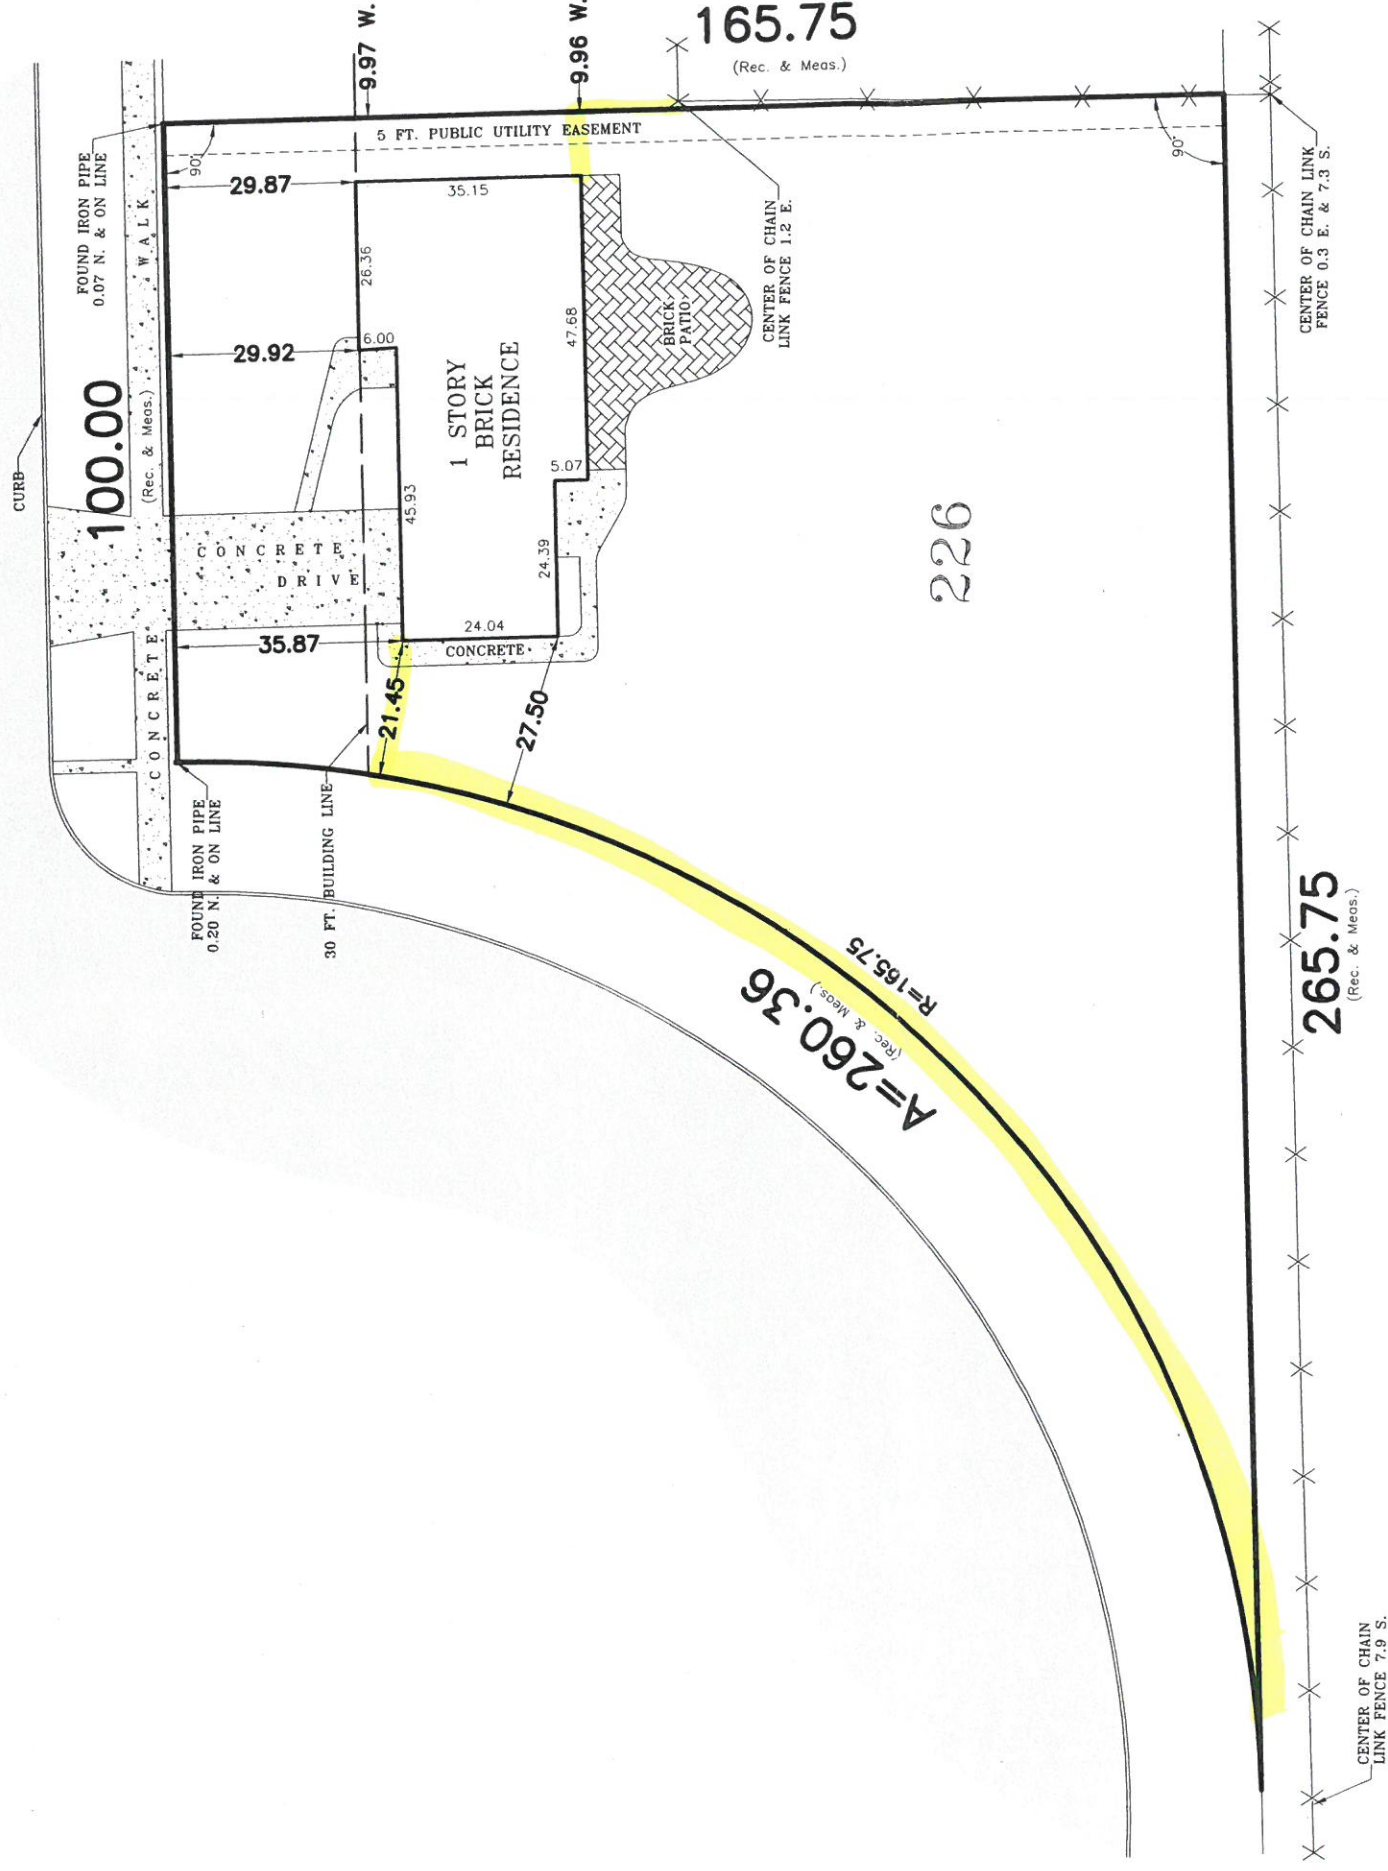 9.97 W.
9.96 W.
165.75
(Rec. & Meas.)
5 FT. PUBLIC UTILITY EASEMENT
90°
90°
FOUND IRON PIPE
0.07 N. & ON LINE
WALK
29.87
35.15
26.36
CENTER OF CHAIN
LINK FENCE 1.2 E.
CENTER OF CHAIN LINK
FENCE 0.3 E. & 7.3 S.
29.92
6.00
47.68
BRICK
PATIO
1 STORY
BRICK
RESIDENCE
CURB
100.00
(Rec. & Meas.)
5.07
45.93
24.39
CONCRETE
DRIVE
226
35.87
24.04
CONCRETE
CONCRETE
21.45
27.50
FOUND IRON PIPE
0.20 N. & ON LINE
30 FT. BUILDING LINE
R=165.75
(Rec. & Meas.)
A=260.36
265.75
(Rec. & Meas.)
CENTER OF CHAIN
LINK FENCE 7.9 S.